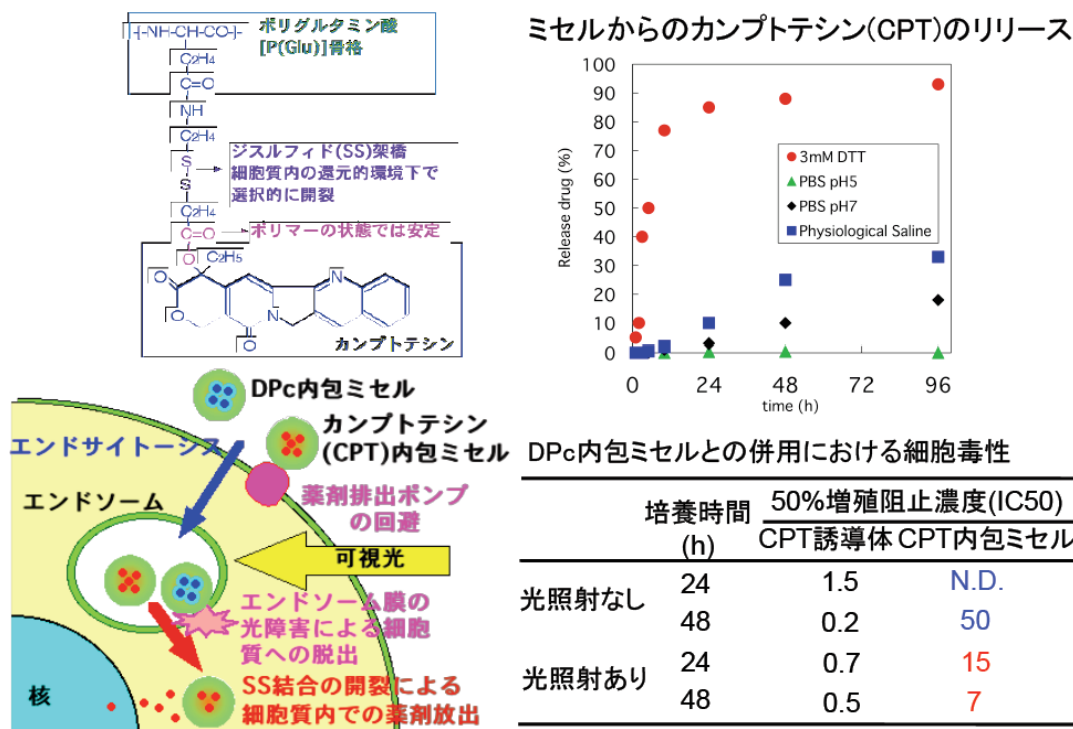 [-NH-CH-CO-]-
ポリグルタミン酸
[P(Glu)]骨格
C2H4
C=O
NH
C2H4
S
S
C2H4
C=O
O
ジスルフィド(SS)架橋
細胞質内の還元的環境下で
選択的に開裂
ポリマーの状態では安定
C2H5
O
O
N
N
O
カンプトテシン
ミセルからのカンプトテシン(CPT)のリリース
Release drug (%)
100
90
80
70
60
50
40
30
20
10
0
3mM DTT
PBS pH5
PBS pH7
Physiological Saline
0 24 48 72 96
time (h)
DPc内包ミセル
カンプトテシン
(CPT)内包ミセル
エンドサイトーシス
薬剤排出ポンプ
の回避
エンドソーム
可視光
エンドソーム膜の
光障害による細胞
質への脱出
SS結合の開裂による
細胞質内での薬剤放出
核
DPc内包ミセルとの併用における細胞毒性
培養時間
(h)
50%増殖阻止濃度(IC50)
CPT誘導体 CPT内包ミセル
光照射なし
24 1.5 N.D.
48 0.2 50
光照射あり
24 0.7 15
48 0.5 7